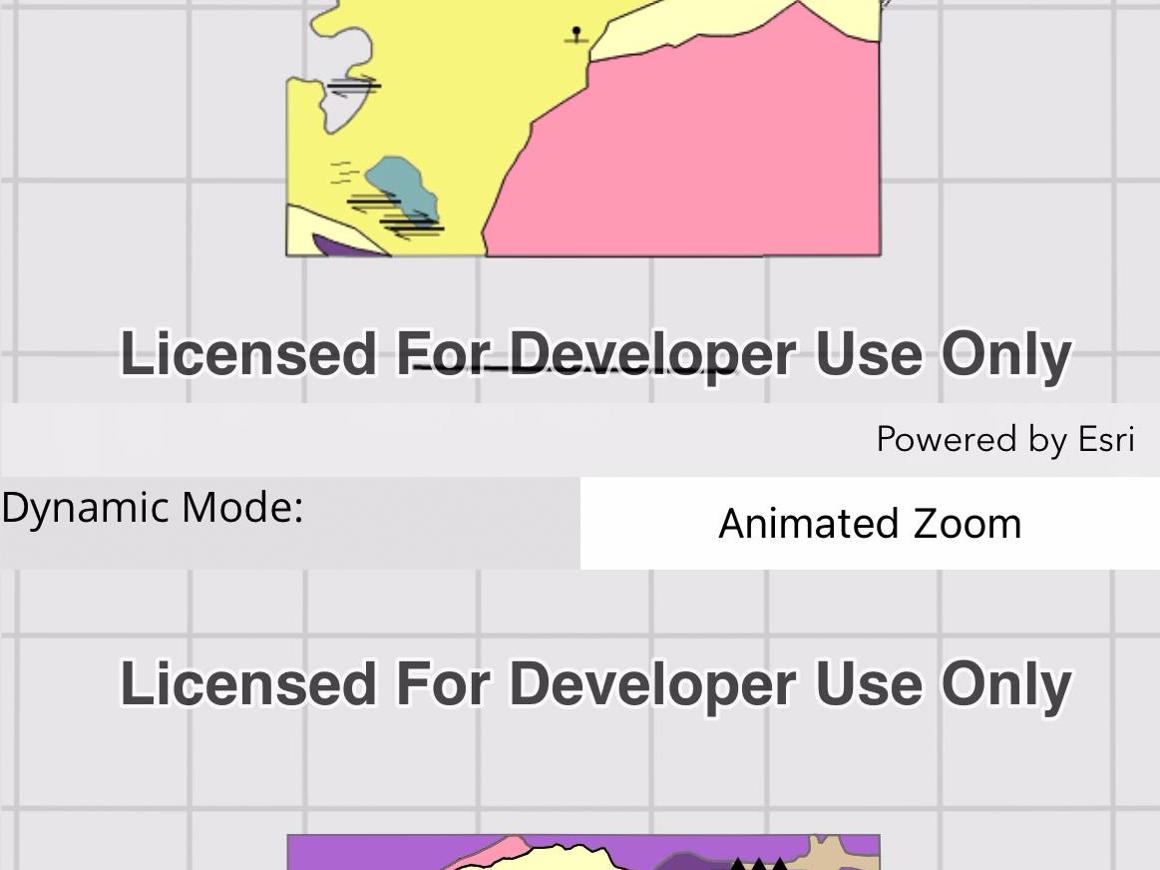 Licensed For Developer Use Only
Powered by Esri
Dynamic Mode:
Animated Zoom
Licensed For Developer Use Only